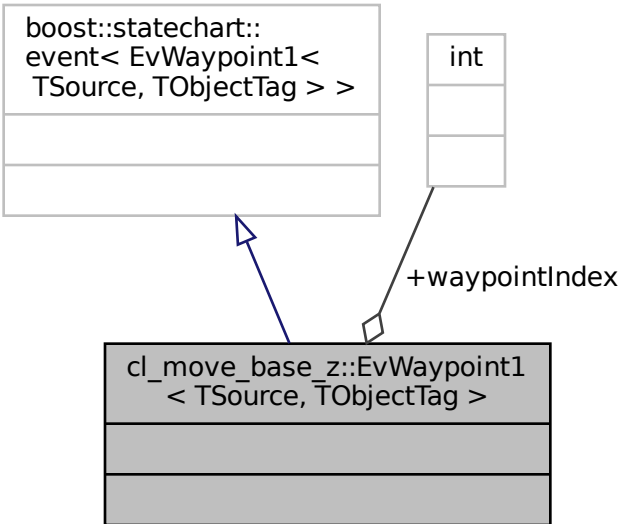 boost::statechart::
event< EvWaypoint1<
 TSource, TObjectTag > >
int
+waypointIndex
cl_move_base_z::EvWaypoint1
< TSource, TObjectTag >